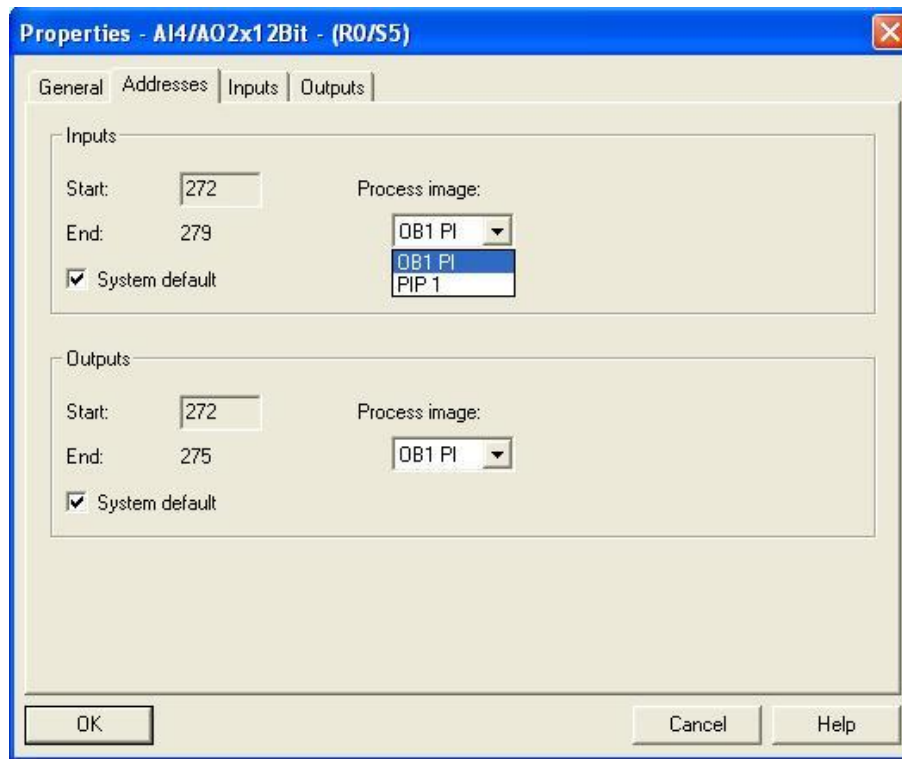 Properties - AI4/AO2x12Bit - (R0/S5)
General Addresses Inputs Outputs
Inputs
Start: 272 Process image:
End: 279 OB1 PI
OB1 PI
System default
PIP 1
Outputs
Start: 272 Process image:
End: 275 OB1 PI
System default
OK Cancel Help